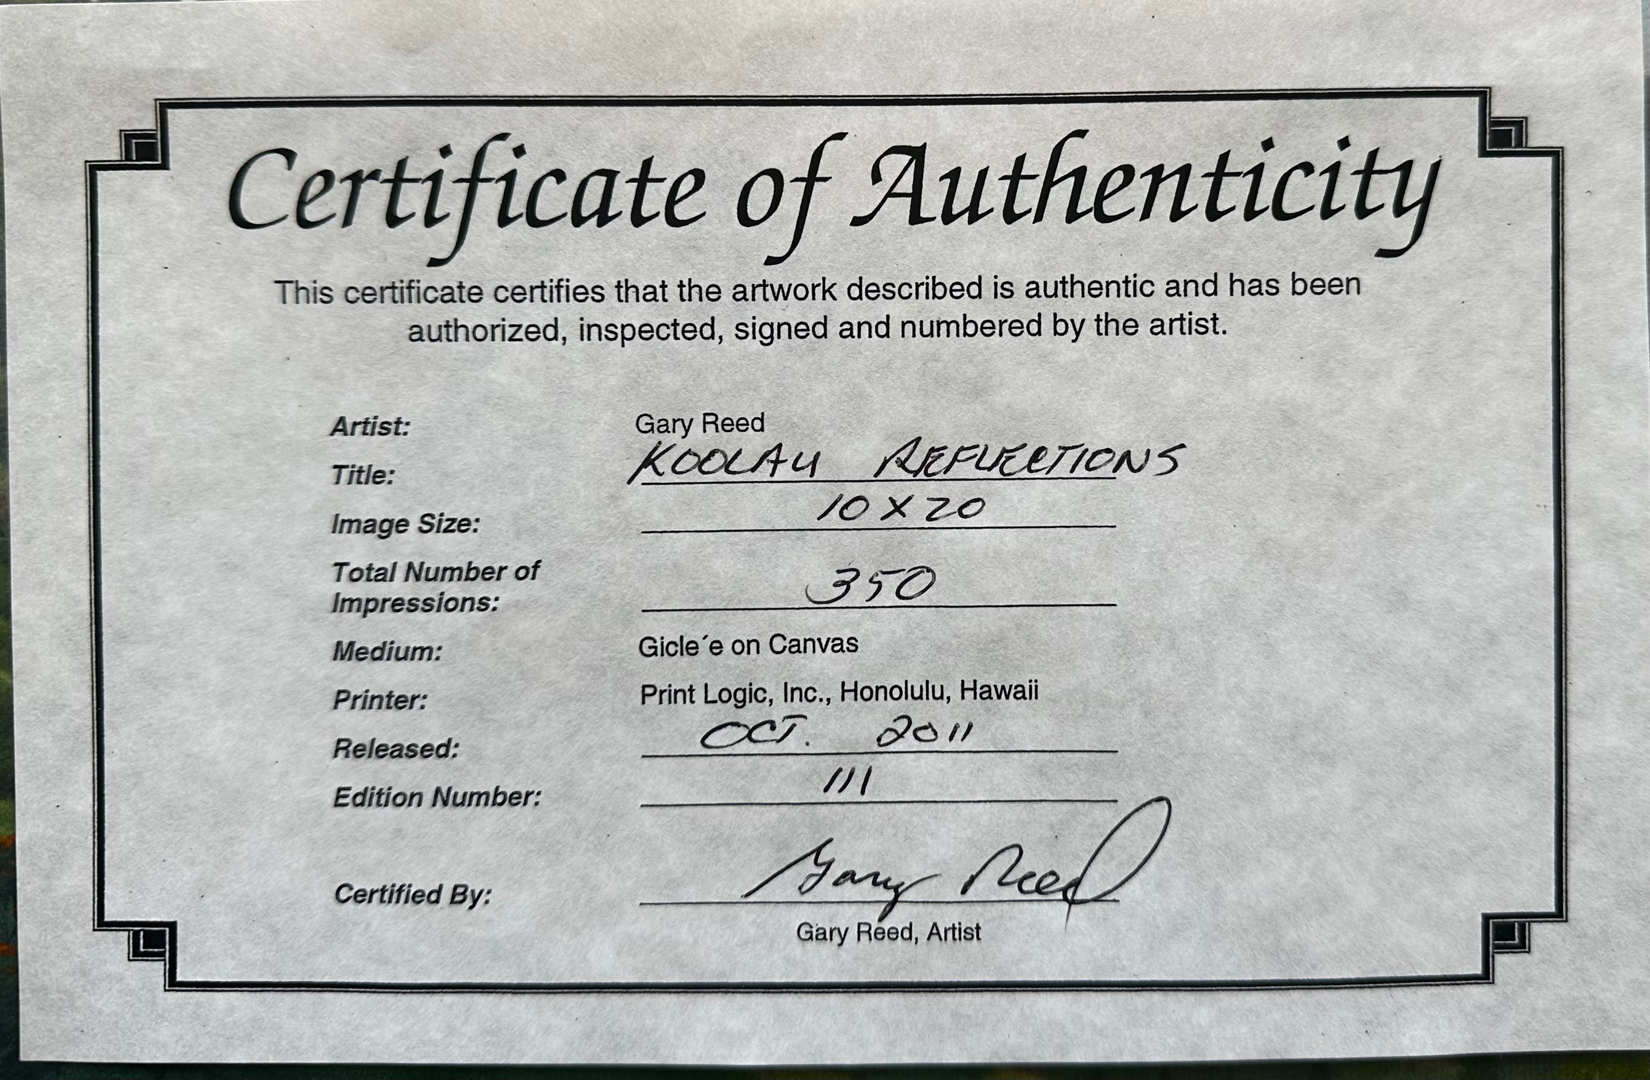 Certificate of Authenticity
This certificate certifies that the artwork described is authentic and has been
authorized, inspected, signed and numbered by the artist.
Artist: Gary Reed
Title: KOOLAU REFLECTIONS
Image Size: 10 X 20
Total Number of
Impressions: 350
Medium: Gicle´e on Canvas
Printer: Print Logic, Inc., Honolulu, Hawaii
Released: OCT. 2011
Edition Number: 111
Certified By: Gary Reed
Gary Reed, Artist